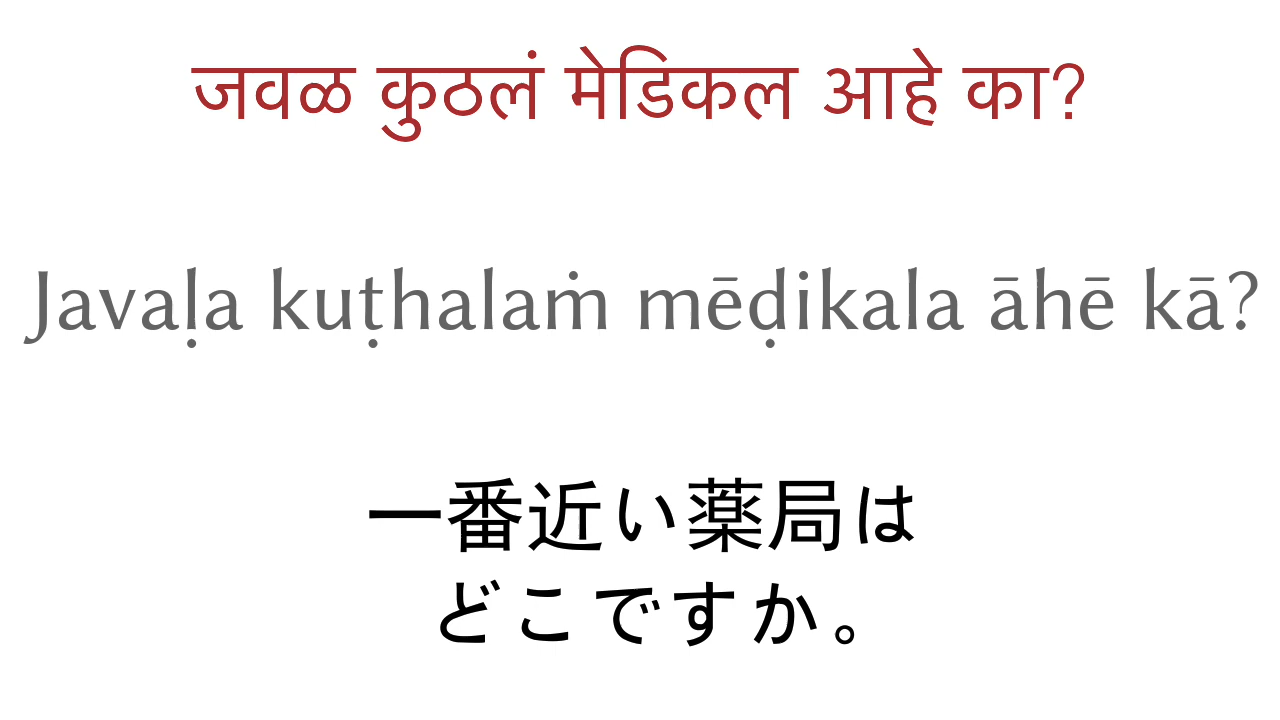 जवळ कुठलं मेडिकल आहे का?
Javaḷa kuṭhalaṁ mēḍikala āhē kā?
一番近い薬局は
どこですか。